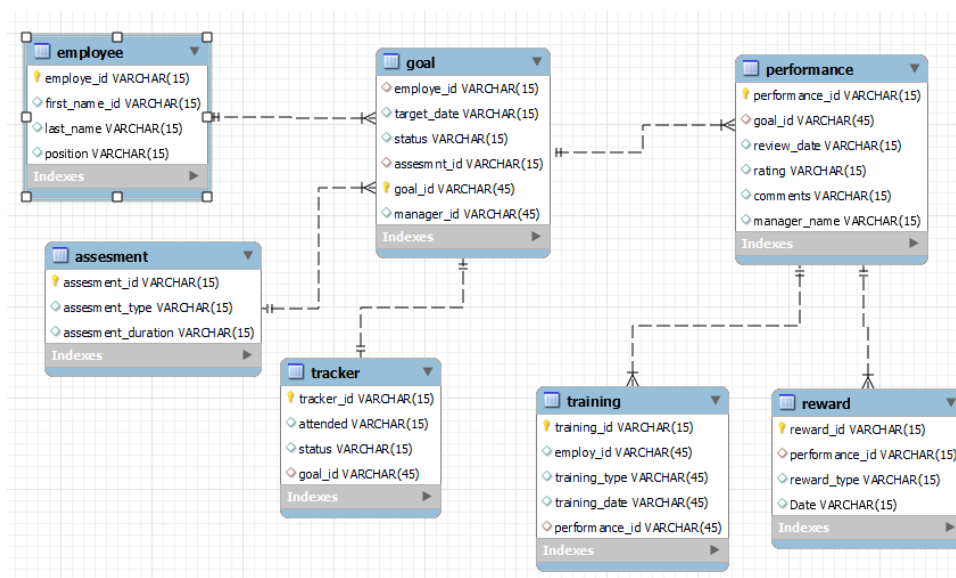 employee
employe_id VARCHAR(15)
first_name_id VARCHAR(15)
last_name VARCHAR(15)
position VARCHAR(15)
Indexes
goal
employe_id VARCHAR(15)
target_date VARCHAR(15)
status VARCHAR(15)
assesmnt_id VARCHAR(15)
goal_id VARCHAR(45)
manager_id VARCHAR(45)
Indexes
performance
performance_id VARCHAR(15)
goal_id VARCHAR(45)
review_date VARCHAR(15)
rating VARCHAR(15)
comments VARCHAR(15)
manager_name VARCHAR(15)
Indexes
assesment
assesment_id VARCHAR(15)
assesment_type VARCHAR(15)
assesment_duration VARCHAR(15)
Indexes
tracker
tracker_id VARCHAR(15)
attended VARCHAR(15)
status VARCHAR(15)
goal_id VARCHAR(45)
Indexes
training
training_id VARCHAR(15)
employ_id VARCHAR(45)
training_type VARCHAR(45)
training_date VARCHAR(45)
performance_id VARCHAR(45)
Indexes
reward
reward_id VARCHAR(15)
performance_id VARCHAR(15)
reward_type VARCHAR(15)
Date VARCHAR(15)
Indexes